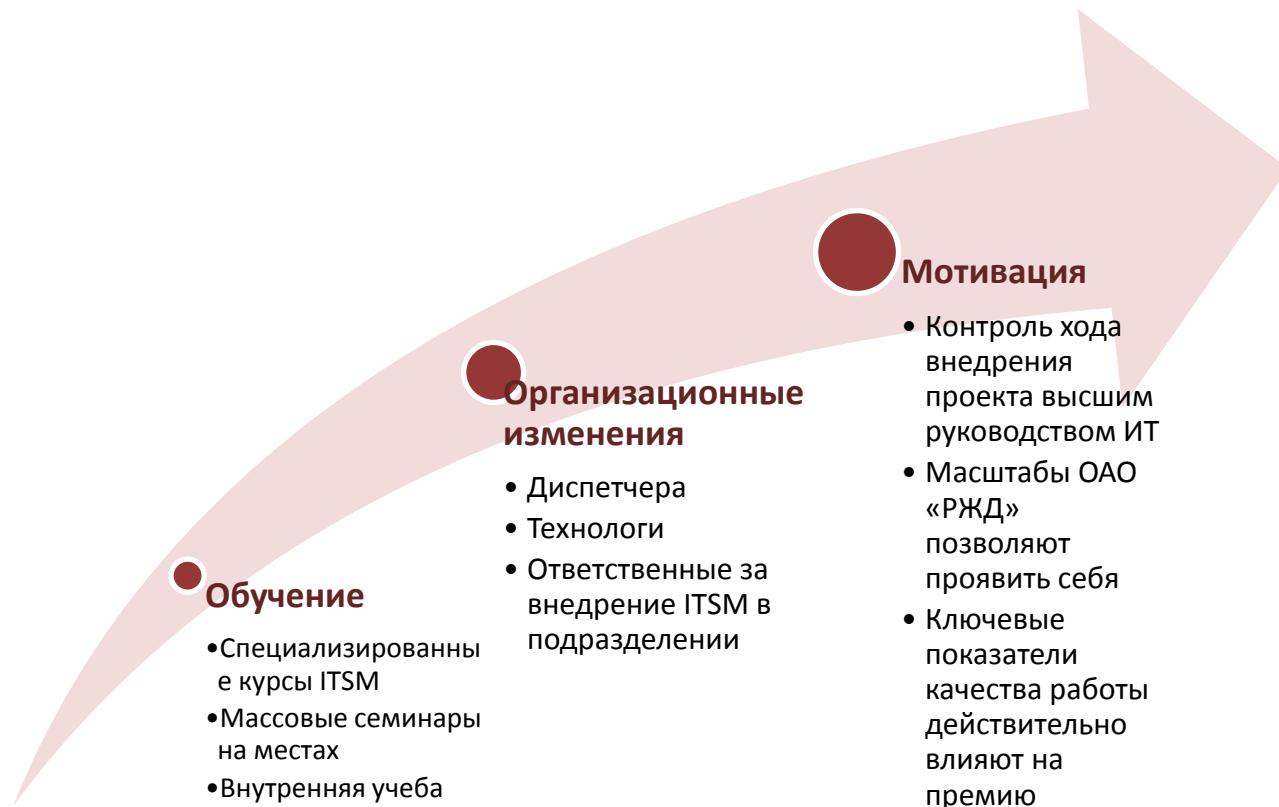 Обучение
•Специализированны
е курсы ITSM
•Массовые семинары
на местах
•Внутренняя учеба
Организационные
изменения
• Диспетчера
• Технологи
• Ответственные за
внедрение ITSM в
подразделении
Мотивация
• Контроль хода
внедрения
проекта высшим
руководством ИТ
• Масштабы ОАО
«РЖД»
позволяют
проявить себя
• Ключевые
показатели
качества работы
действительно
влияют на
премию